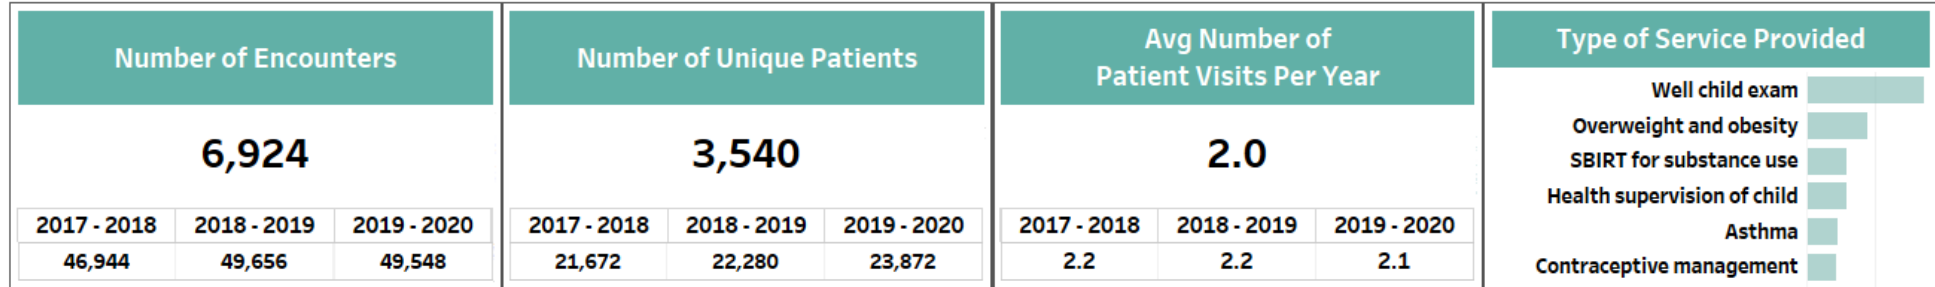 Number of Encounters
6,924
2017 - 2018 2018 - 2019 2019 - 2020
46,944 49,656 49,548
Number of Unique Patients
3,540
2017 - 2018 2018 - 2019 2019 - 2020
21,672 22,280 23,872
Avg Number of
Patient Visits Per Year
2.0
2017 - 2018 2018 - 2019 2019 - 2020
2.2 2.2 2.1
Type of Service Provided
Well child exam
Overweight and obesity
SBIRT for substance use
Health supervision of child
Asthma
Contraceptive management